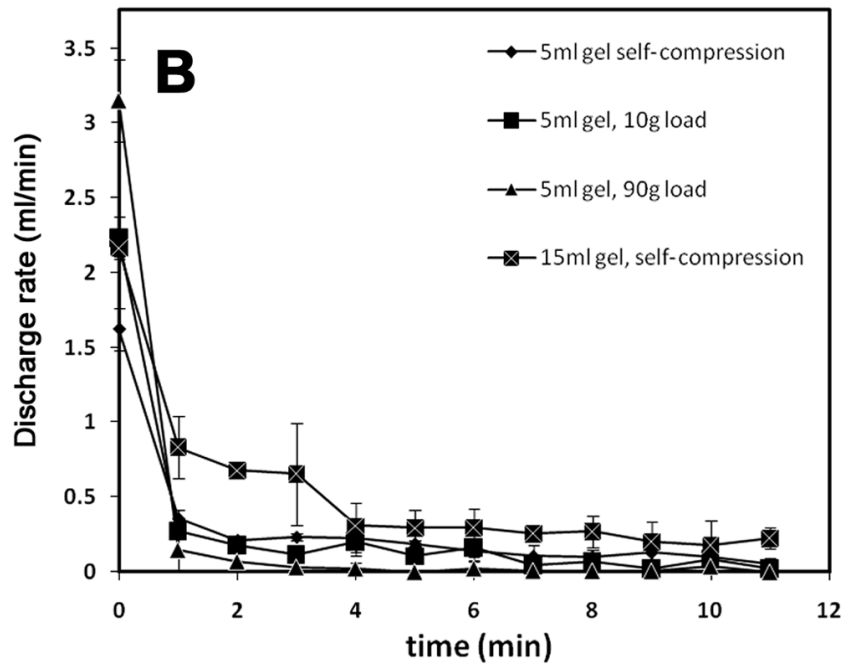 B
5ml gel self-compression
5ml gel, 10g load
5ml gel, 90g load
15ml gel, self-compression
Discharge rate (ml/min)
3.5
3
2.5
2
1.5
1
0.5
0
0 2 4 6 8 10 12
time (min)